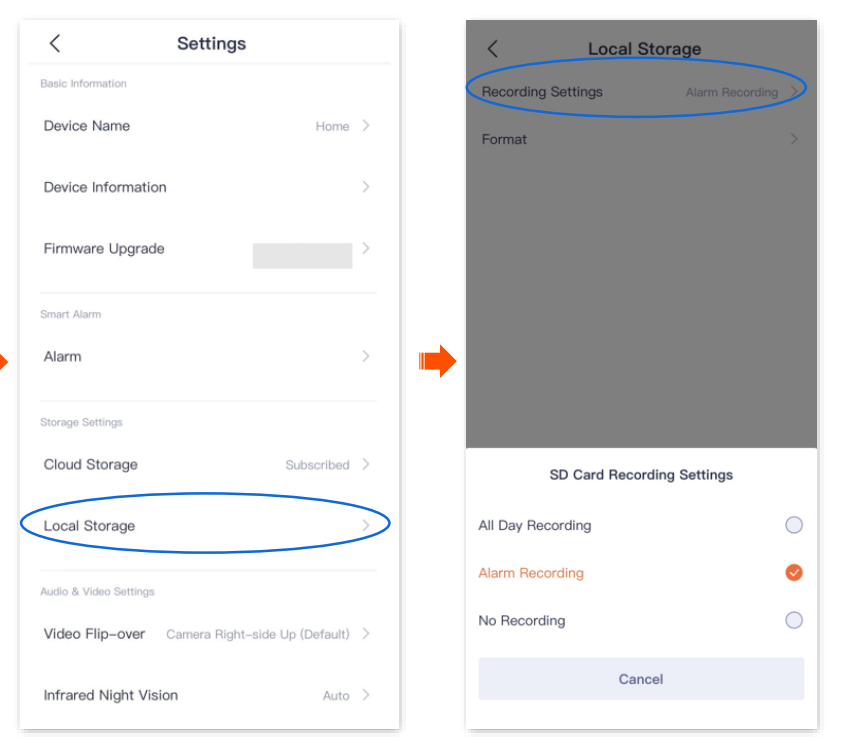 Settings
Basic Information
Device Name Home
Device Information
Firmware Upgrade
Smart Alarm
Alarm
Storage Settings
Cloud Storage Subscribed
Local Storage
Audio & Video Settings
Video Flip-over Camera Right-side Up (Default)
Infrared Night Vision Auto
Local Storage
Recording Settings Alarm Recording
Format
SD Card Recording Settings
All Day Recording
Alarm Recording
No Recording
Cancel